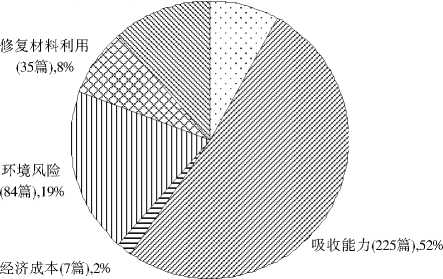 修复材料利用
(35篇),8%
环境风险
(84篇),19%
经济成本(7篇),2%
吸收能力(225篇),52%